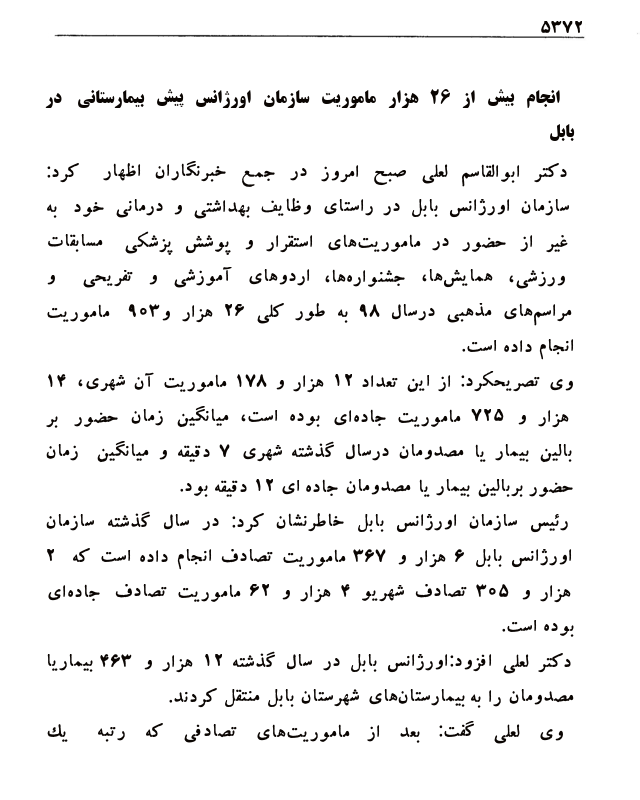 ۵۳۷۲
انجام بیش از ۲۶ هزار ماموریت سازمان اورژانس پیش بیمارستانی در
بابل
دکتر ابوالقاسم لعلی صبح امروز در جمع خبرنگاران اظهار کرد:
سازمان اورژانس بابل در راستای وظایف بهداشتی و درمانی خود به
غیر از حضور در ماموریت‌های استقرار و پوشش پزشکی مسابقات
ورزشی، همایش‌ها، جشنواره‌ها، اردوهای آموزشی و تفریحی و
مراسم‌های مذهبی درسال ۹۸ به طور کلی ۲۶ هزار و۹۰۳ ماموریت
انجام داده است.
وی تصریحکرد: از این تعداد ۱۲ هزار و ۱۷۸ ماموریت آن شهری، ۱۴
هزار و ۷۲۵ ماموریت جاده‌ای بوده است، میانگین زمان حضور بر
بالین بیمار یا مصدومان درسال گذشته شهری ۷ دقیقه و میانگین زمان
حضور بربالین بیمار یا مصدومان جاده ای ۱۲ دقیقه بود.
رئیس سازمان اورژانس بابل خاطرنشان کرد: در سال گذشته سازمان
اورژانس بابل ۶ هزار و ۳۶۷ ماموریت تصادف انجام داده است که ۲
هزار و ۳۰۵ تصادف شهریو ۴ هزار و ۶۲ ماموریت تصادف جاده‌ای
بوده است.
دکتر لعلی افزود:اورژانس بابل در سال گذشته ۱۲ هزار و ۴۶۳ بیماریا
مصدومان را به بیمارستان‌های شهرستان بابل منتقل کردند.
وی لعلی گفت: بعد از ماموریت‌های تصادفی که رتبه یك